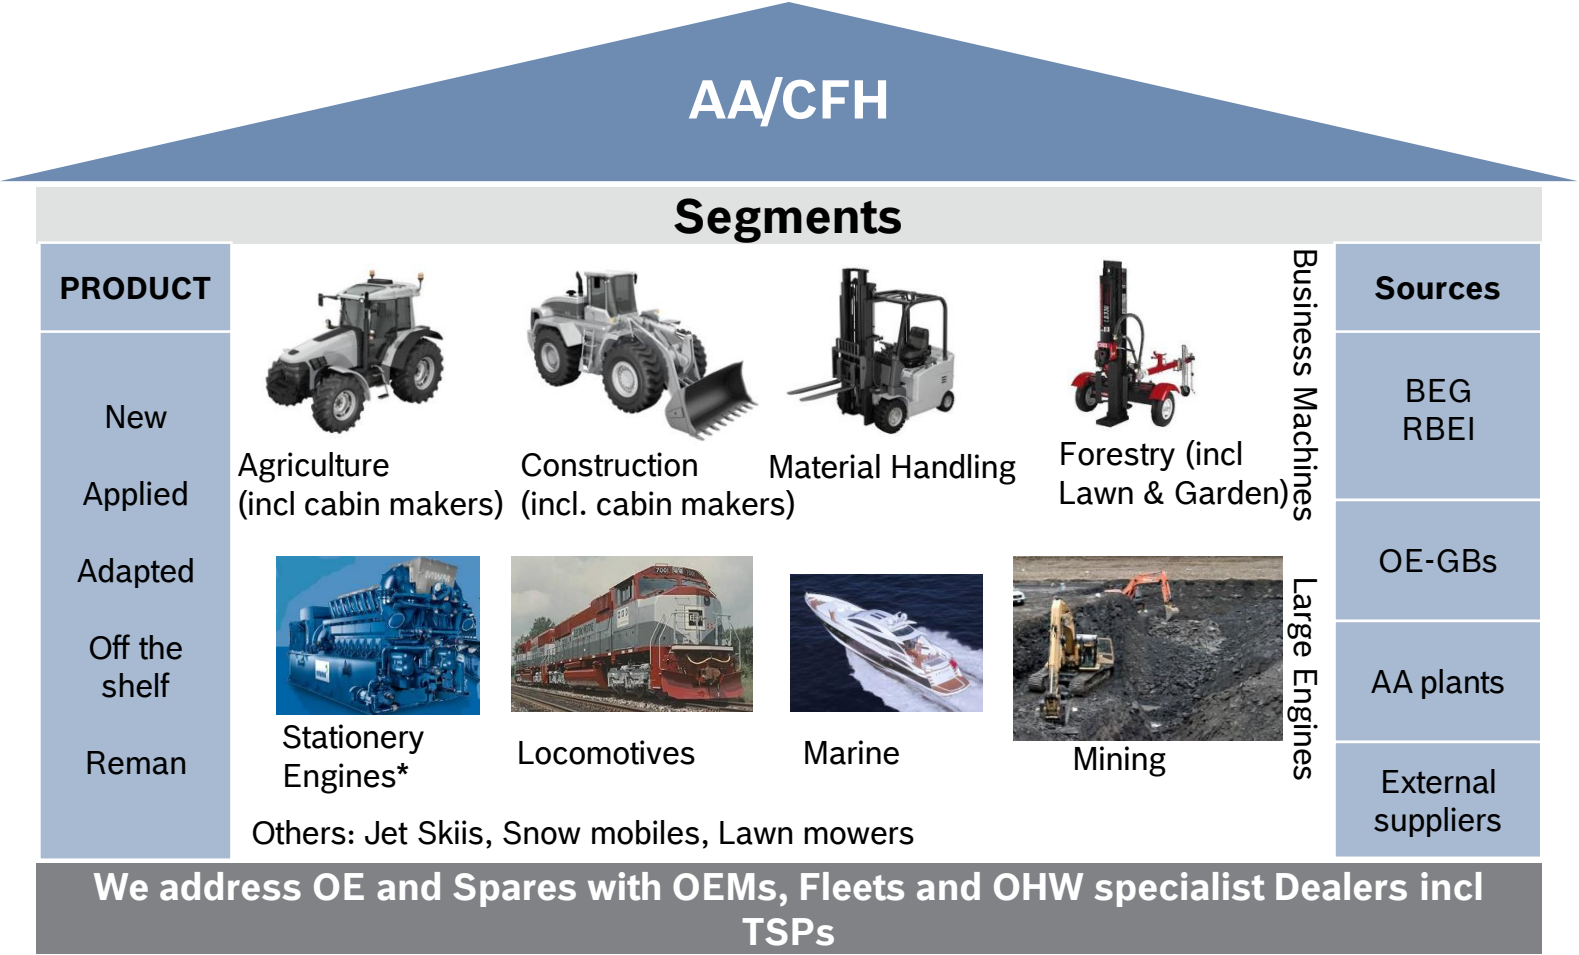 AA/CFH
Segments
PRODUCT
New
Applied
Adapted
Off the
shelf
Reman
Agriculture
(incl cabin makers)
Construction
(incl. cabin makers)
Material Handling
Forestry (incl
Lawn & Garden)
Business Machines
Stationery
Engines*
Locomotives
Marine
Mining
Large Engines
Others: Jet Skiis, Snow mobiles, Lawn mowers
Sources
BEG
RBEI
OE-GBs
AA plants
External
suppliers
We address OE and Spares with OEMs, Fleets and OHW specialist Dealers incl
TSPs